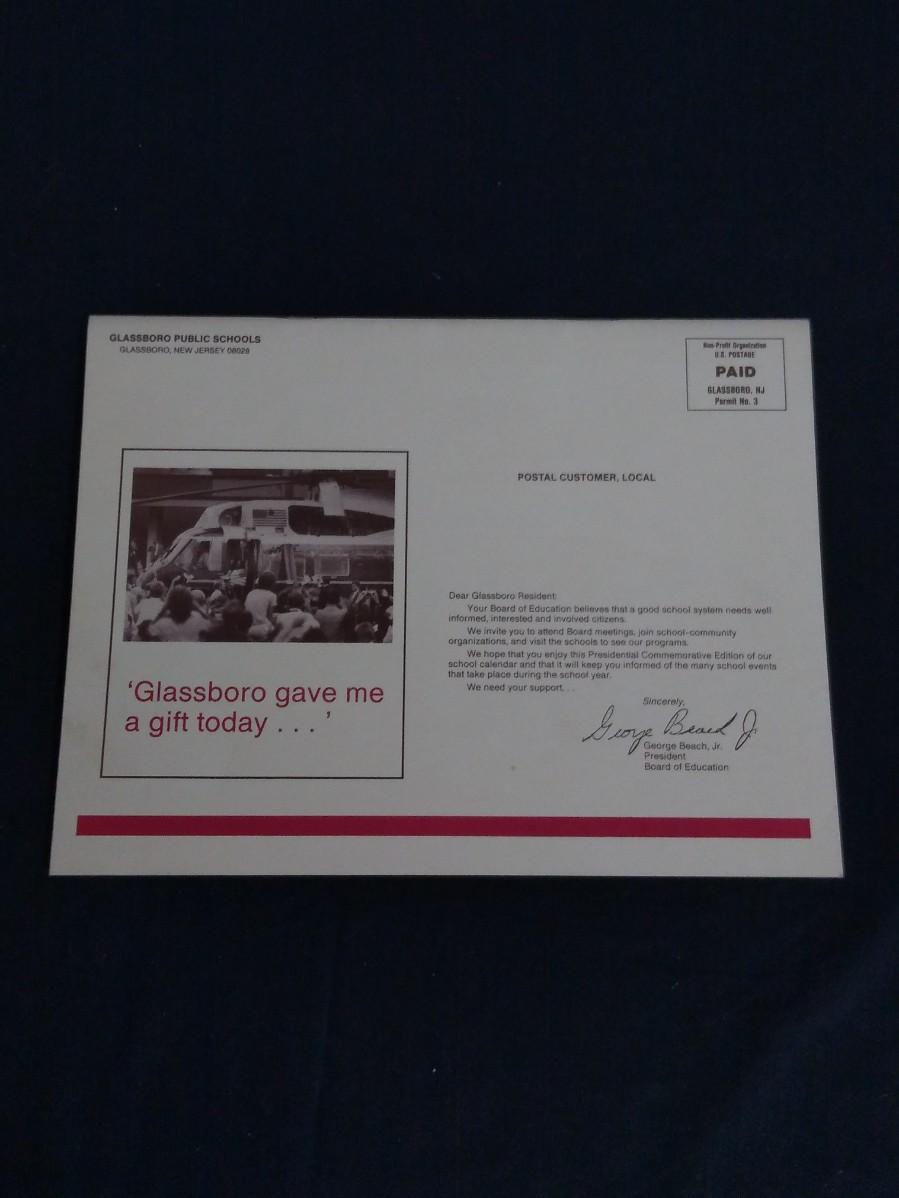 GLASSBORO PUBLIC SCHOOLS
GLASSBORO, NEW JERSEY 08028
Non-Profit Organization
U.S. POSTAGE
PAID
GLASSBORO, NJ
Permit No. 3
POSTAL CUSTOMER, LOCAL
'Glassboro gave me
a gift today . . . '
Dear Glassboro Resident:
Your Board of Education believes that a good school system needs well
informed, interested and involved citizens.
We invite you to attend Board meetings, join school-community
organizations, and visit the schools to see our programs.
We hope that you enjoy this Presidential Commemorative Edition of our
school calendar and that it will keep you informed of the many school events
that take place during the school year.
We need your support. . .
Sincerely,
George Beach Jr
George Beach, Jr.
President
Board of Education